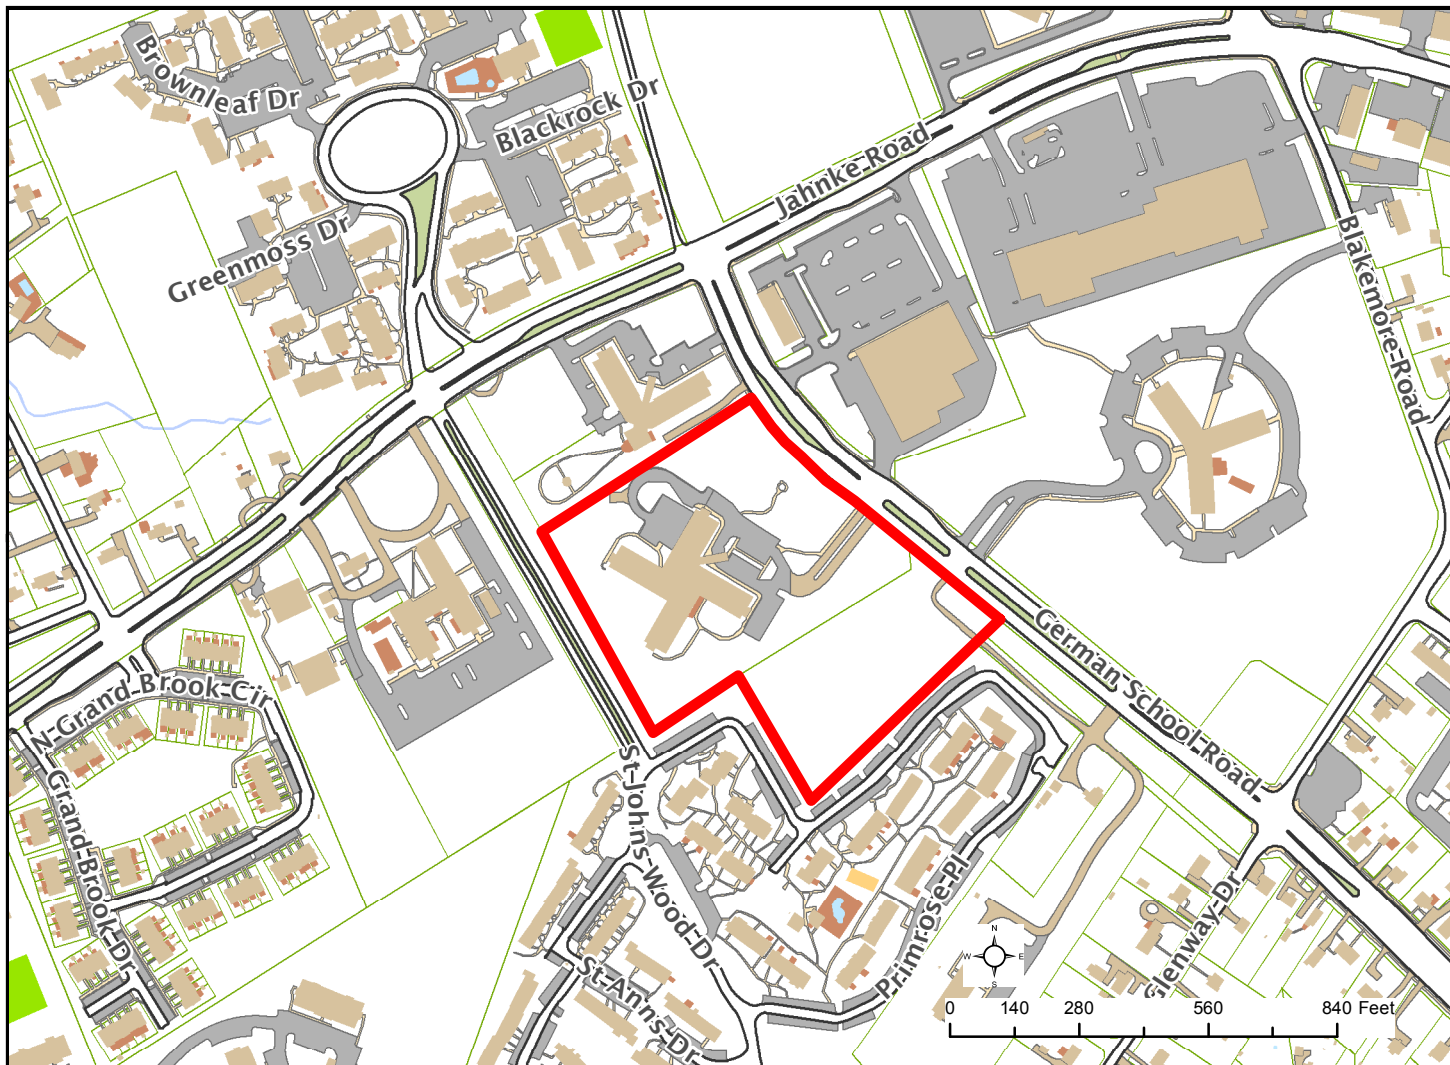 Brownleaf Dr
Blackrock Dr
Jahnke Road
Greenmoss Dr
Blakemore Road
German School Road
N Grand Brook Cir
Grand Brook Dr
St Johns Wood Dr
Primrose Pl
Glenway Dr
St Anns Dr
N
W E
S
0 140 280 560 840 Feet